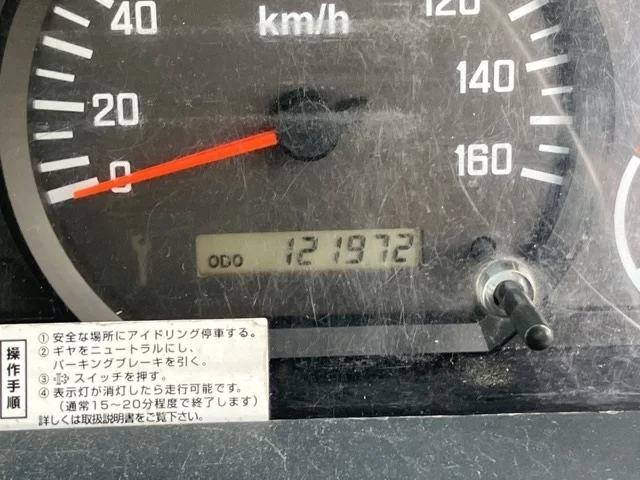 40
km/h
120
20
140
0
160
ODO 121972
操作手順
①安全な場所にアイドリング停車する。
②ギヤをニュートラルにし、
パーキングブレーキを引く。
③ スイッチを押す。
④表示灯が消灯したら走行可能です。
（通常15～20分程度で終了します）
詳しくは取扱説明書をご覧下さい。